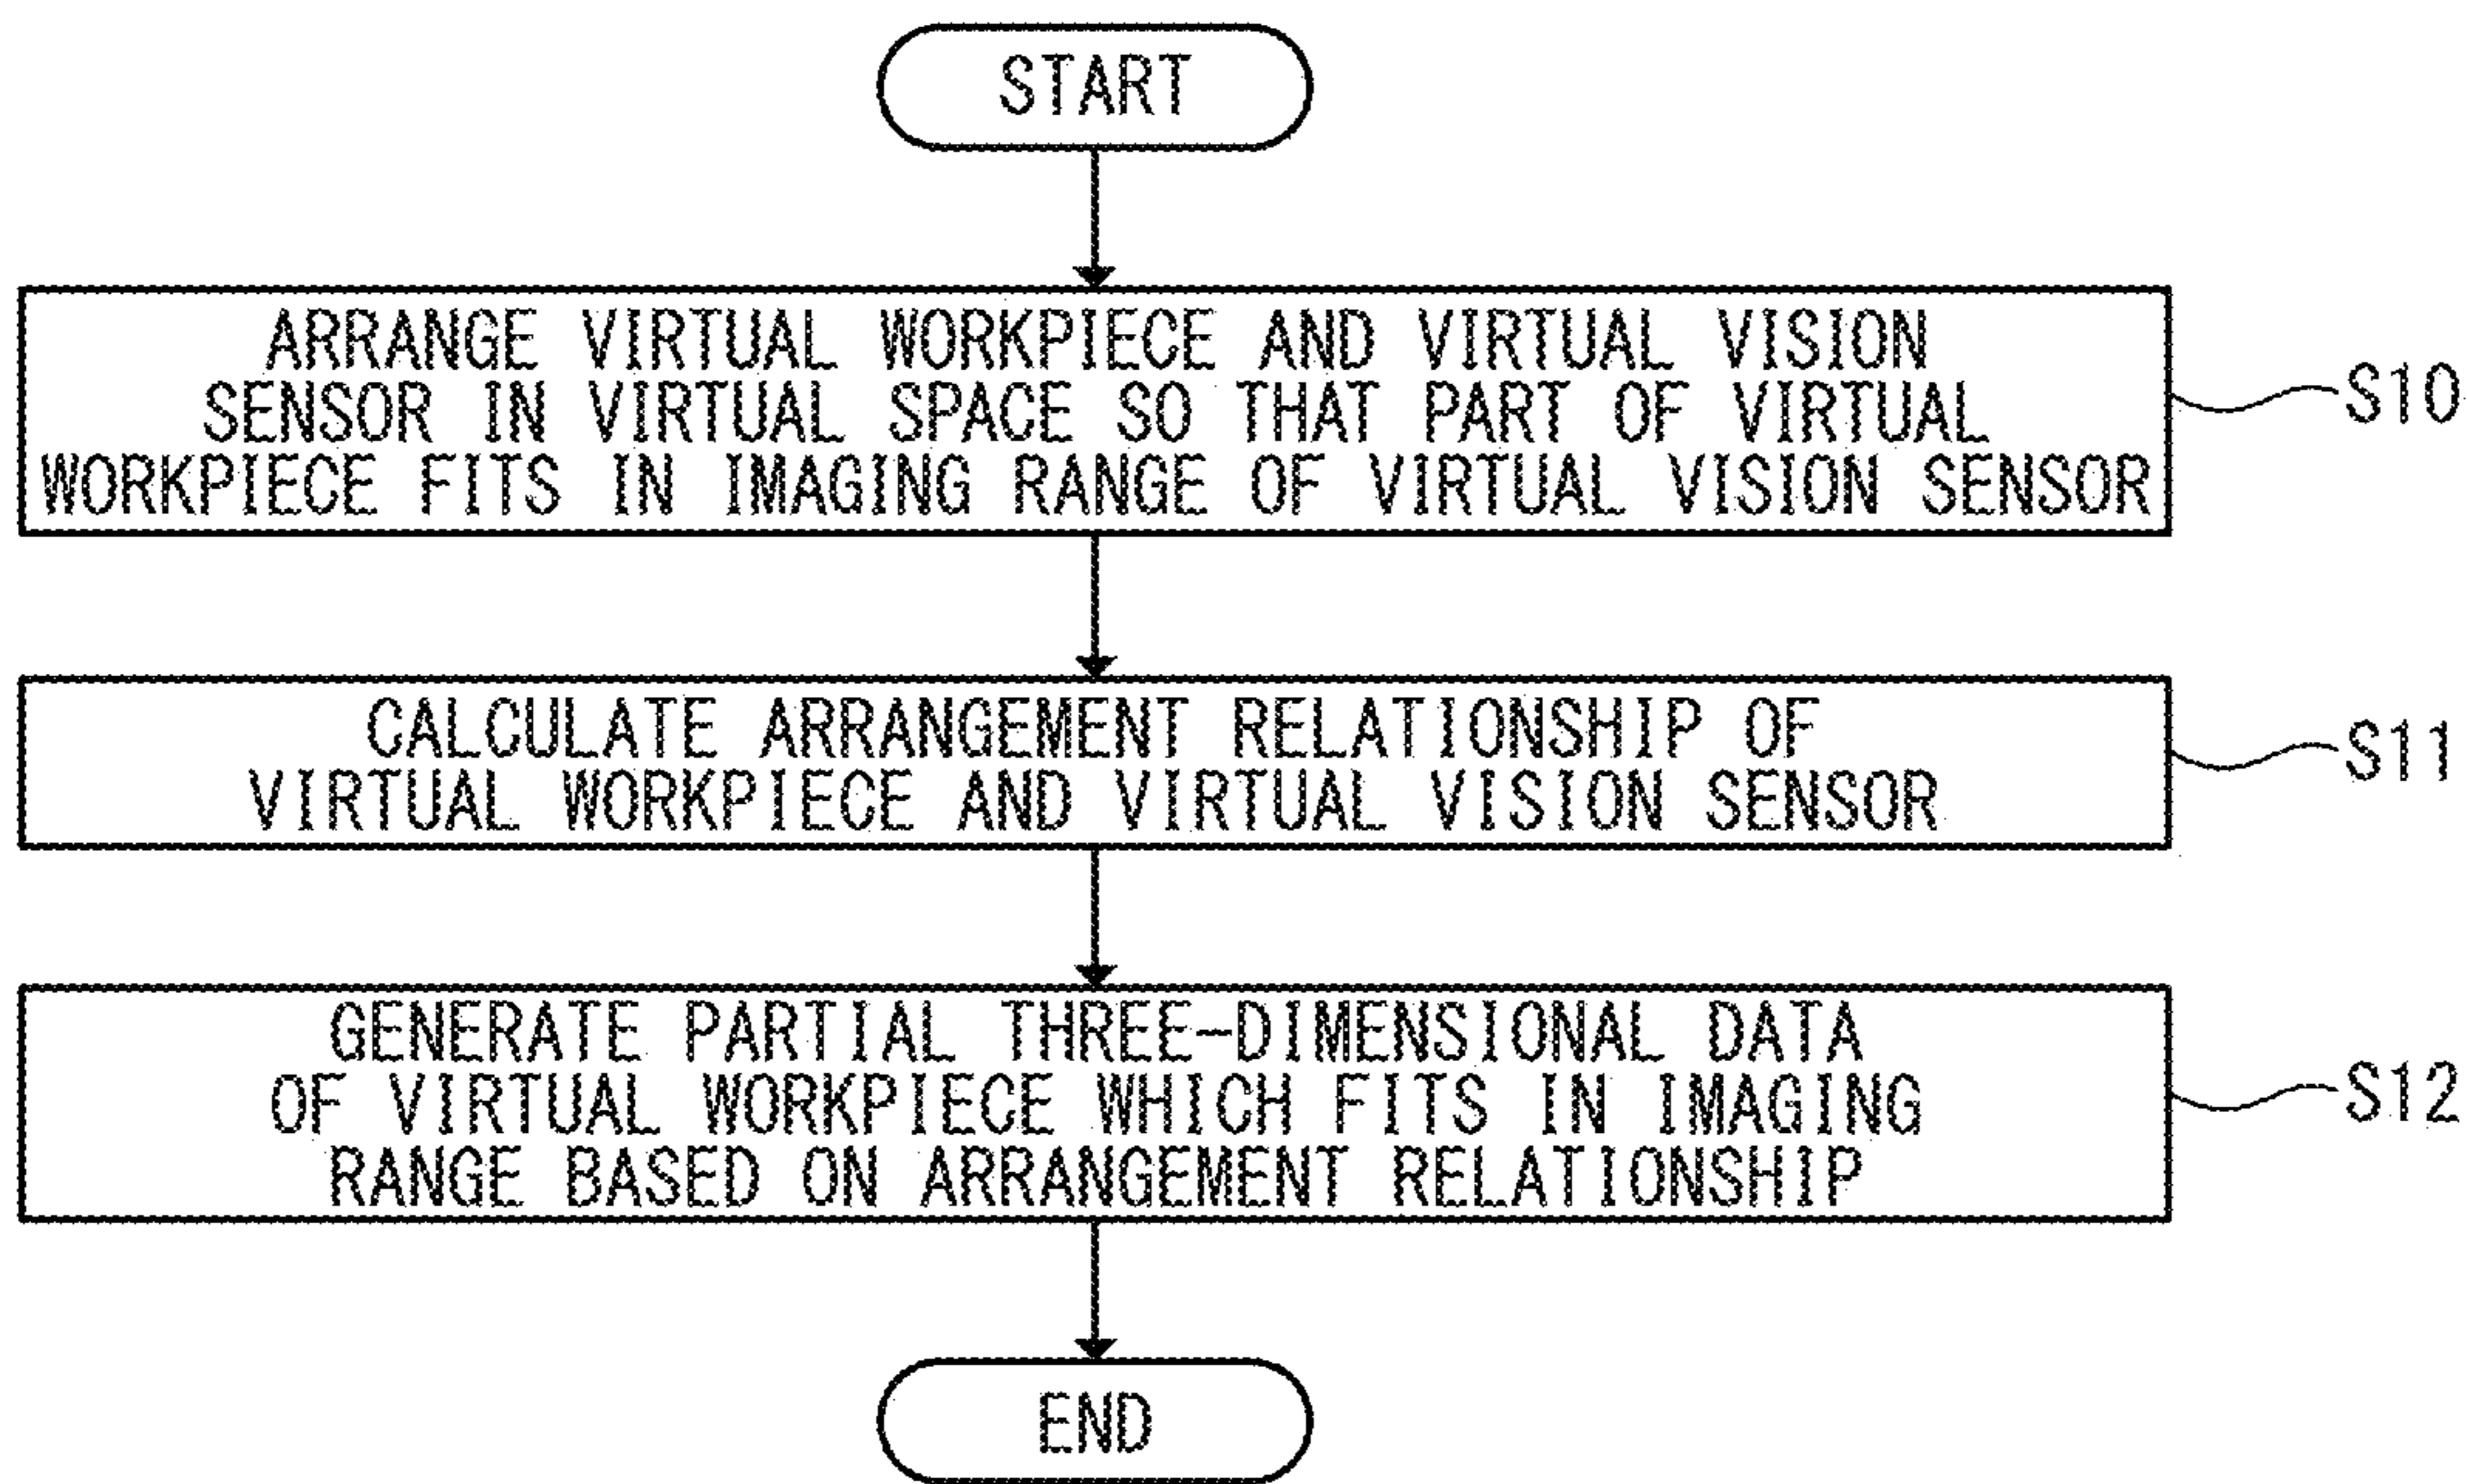 START
ARRANGE VIRTUAL WORKPIECE AND VIRTUAL VISION
SENSOR IN VIRTUAL SPACE SO THAT PART OF VIRTUAL
WORKPIECE FITS IN IMAGING RANGE OF VIRTUAL VISION SENSOR
S10
CALCULATE ARRANGEMENT RELATIONSHIP OF
VIRTUAL WORKPIECE AND VIRTUAL VISION SENSOR
S11
GENERATE PARTIAL THREE-DIMENSIONAL DATA
OF VIRTUAL WORKPIECE WHICH FITS IN IMAGING
RANGE BASED ON ARRANGEMENT RELATIONSHIP
S12
END